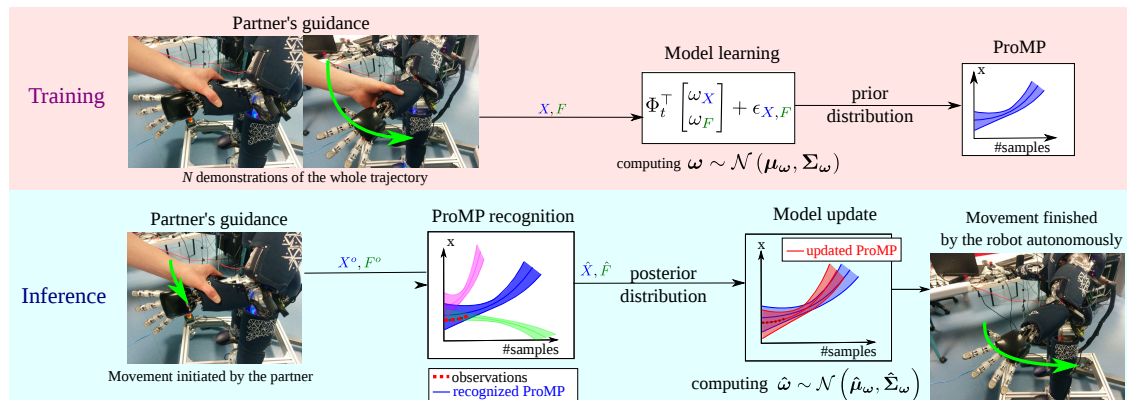 Training
Partner's guidance
N demonstrations of the whole trajectory
X, F
Model learning
Φ_t^⊤ [ω_X ω_F] + ϵ_{X,F}
computing ω ∼ N (μ_ω, Σ_ω)
prior
distribution
ProMP
x
#samples
Inference
Partner's guidance
Movement initiated by the partner
X^o, F^o
ProMP recognition
x
#samples
observations
recognized ProMP
X̂, F̂
posterior
distribution
Model update
x
updated ProMP
#samples
computing ω̂ ∼ N (μ̂_ω, Σ̂_ω)
Movement finished
by the robot autonomously